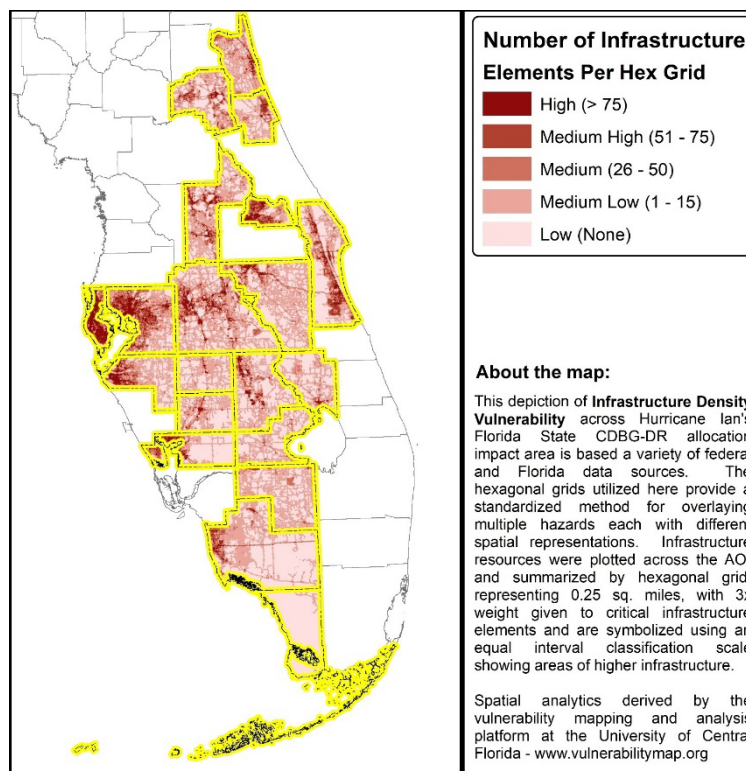 Number of Infrastructure
Elements Per Hex Grid
High (> 75)
Medium High (51 - 75)
Medium (26 - 50)
Medium Low (1 - 15)
Low (None)
About the map:
This depiction of Infrastructure Density
Vulnerability across Hurricane Ian's
Florida State CDBG-DR allocation
impact area is based a variety of federal
and Florida data sources. The
hexagonal grids utilized here provide a
standardized method for overlaying
multiple hazards each with different
spatial representations. Infrastructure
resources were plotted across the AOI
and summarized by hexagonal grid
representing 0.25 sq. miles, with 3x
weight given to critical infrastructure
elements and are symbolized using an
equal interval classification scale
showing areas of higher infrastructure.
Spatial analytics derived by the
vulnerability mapping and analysis
platform at the University of Central
Florida - www.vulnerabilitymap.org